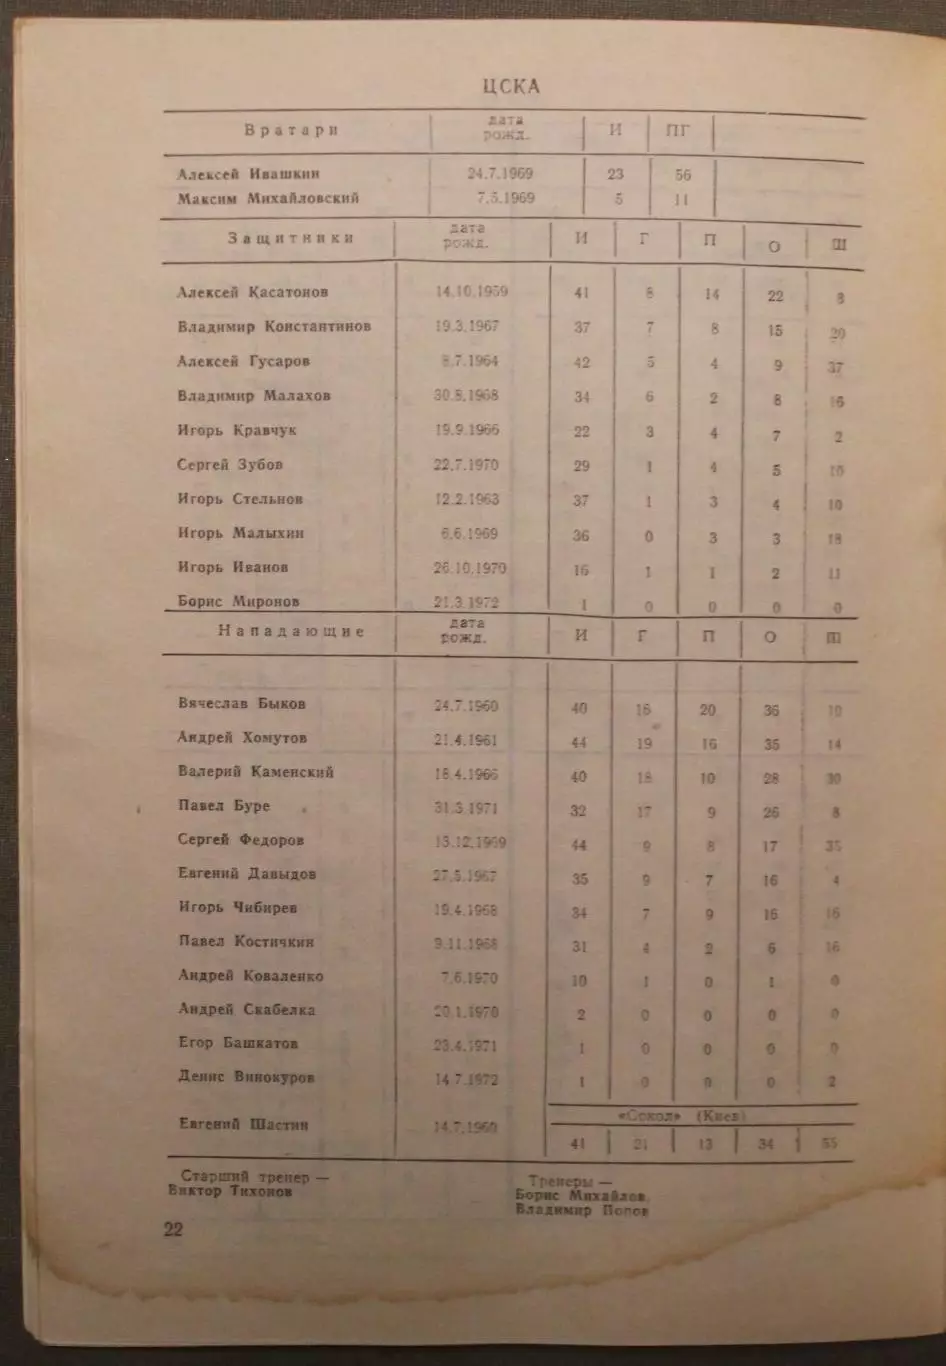 ЦСКА
Вратари дата рожд. И ПГ
Алексей Ивашкин 24.7.1969 23 56
Максим Михайловский 7.5.1969 5 11
Защитники дата рожд. И Г П О Ш
Алексей Касатонов 14.10.1959 41 8 14 22 8
Владимир Константинов 19.3.1967 37 7 8 15 20
Алексей Гусаров 8.7.1964 42 5 4 9 37
Владимир Малахов 30.8.1968 34 6 2 8 16
Игорь Кравчук 19.9.1966 22 3 4 7 2
Сергей Зубов 22.7.1970 29 1 4 5 10
Игорь Стельнов 12.2.1963 37 1 3 4 10
Игорь Малыхин 6.6.1969 36 0 3 3 18
Игорь Иванов 26.10.1970 16 1 1 2 11
Борис Миронов 21.3.1972 1 0 0 0 0
Нападающие дата рожд. И Г П О Ш
Вячеслав Быков 24.7.1960 40 16 20 36 10
Андрей Хомутов 21.4.1961 44 19 16 35 14
Валерий Каменский 18.4.1966 40 18 10 28 30
Павел Буре 31.3.1971 32 17 9 26 8
Сергей Федоров 13.12.1969 44 9 8 17
Евгений Давыдов 27.5.1967 35 9 7 16 4
Игорь Чибирев 19.4.1968 34 7 9 16 16
Павел Костичкин 9.11.1968 31 4 2 6 16
Андрей Коваленко 7.6.1970 10 1 0 1 0
Андрей Скабелка 20.1.1970 2 0 0 0 0
Егор Башкатов 23.4.1971 1 0 0 0 0
Денис Винокуров 14.7.1972 1 0 0 0 2
«Сокол» (Киев)
Евгений Шастин 14.7.1960 41 21 13 34 55
Старший тренер —
Виктор Тихонов
Тренеры —
Борис Михайлов
Владимир Попов
22